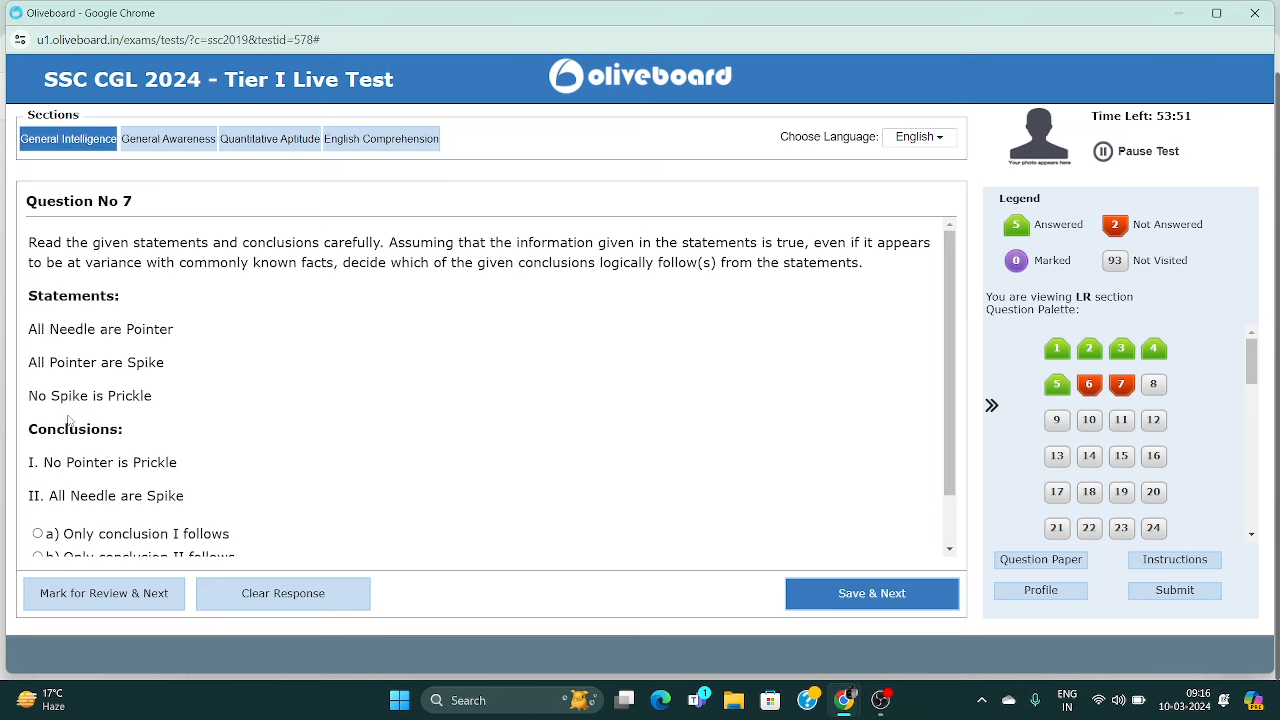 Oliveboard - Google Chrome
u1.oliveboard.in/exams/tests/?c=ssc2019&testid=578#
SSC CGL 2024 - Tier I Live Test
oliveboard
Sections
General Intelligence General Awareness Quantitative Aptitude English Comprehension
Choose Language: English
Your photo appears here
Time Left: 53:51
Pause Test
Question No 7
Read the given statements and conclusions carefully. Assuming that the information given in the statements is true, even if it appears
to be at variance with commonly known facts, decide which of the given conclusions logically follow(s) from the statements.
Statements:
All Needle are Pointer
All Pointer are Spike
No Spike is Prickle
Conclusions:
I. No Pointer is Prickle
II. All Needle are Spike
a) Only conclusion I follows
b) Only conclusion II follows
Mark for Review & Next
Clear Response
Save & Next
Legend
5 Answered 2 Not Answered
0 Marked 93 Not Visited
You are viewing LR section
Question Palette:
1 2 3 4
5 6 7 8
9 10 11 12
13 14 15 16
17 18 19 20
21 22 23 24
Question Paper Instructions
Profile Submit
17°C
Haze
Search
1
ENG
IN
09:16
10-03-2024